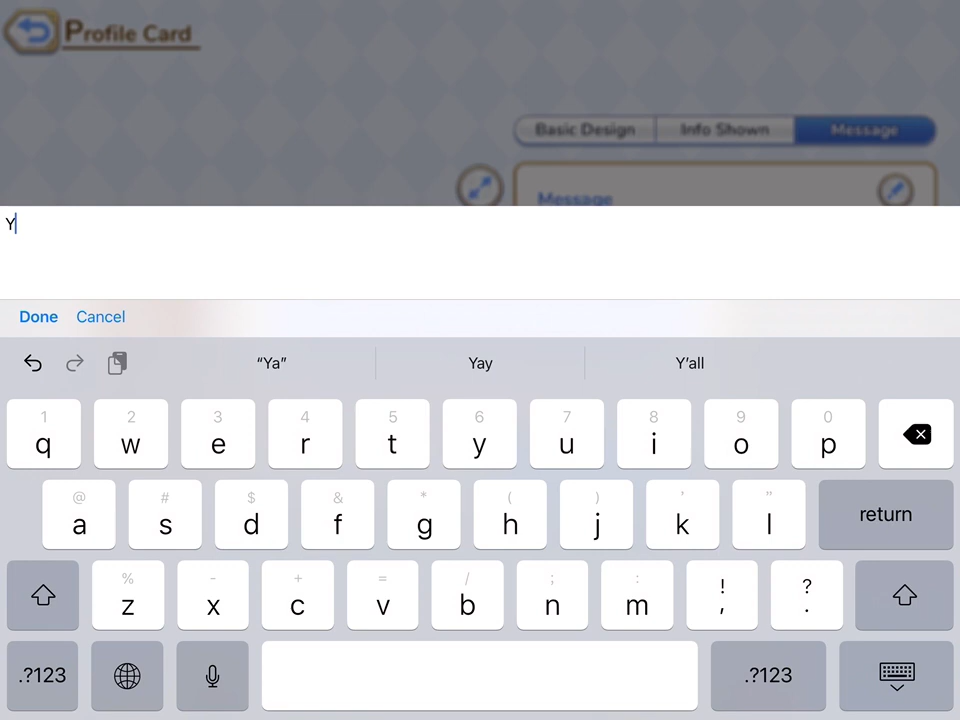 Profile Card
Basic Design Info Shown Message
Message
Y
Done Cancel
“Ya” Yay Y’all
1 2 3 4 5 6 7 8 9 0
q w e r t y u i o p
@ # $ & * ( ) ’ ”
a s d f g h j k l return
% - + = / ; : ! ?
z x c v b n m , .
.?123 .?123